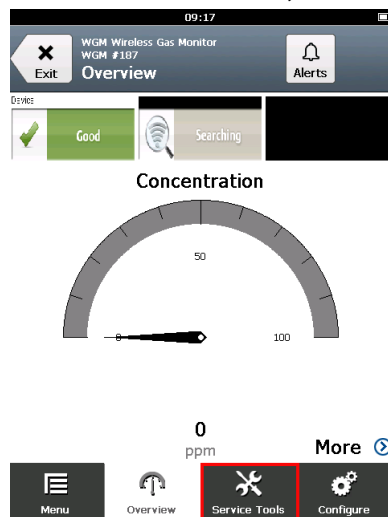 09:17
WGM Wireless Gas Monitor
WGM #187
Exit
Overview
Alerts
Device
Good
Searching
Concentration
50
0
100
0
ppm
More
Menu
Overview
Service Tools
Configure